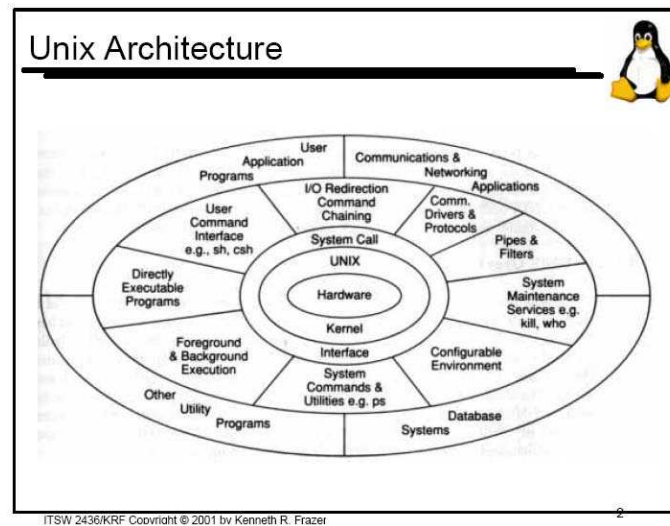 Unix Architecture
User
Application
Programs
Communications &
Networking
Applications
I/O Redirection
Command
Chaining
Comm.
Drivers &
Protocols
User
Command
Interface
e.g., sh, csh
Pipes &
Filters
System Call
UNIX
Hardware
Kernel
Interface
Directly
Executable
Programs
System
Maintenance
Services e.g.
kill, who
Foreground
& Background
Execution
System
Commands &
Utilities e.g. ps
Configurable
Environment
Other
Utility
Programs
Database
Systems
ITSW 2436/KRF Copyright © 2001 by Kenneth R. Frazer
2